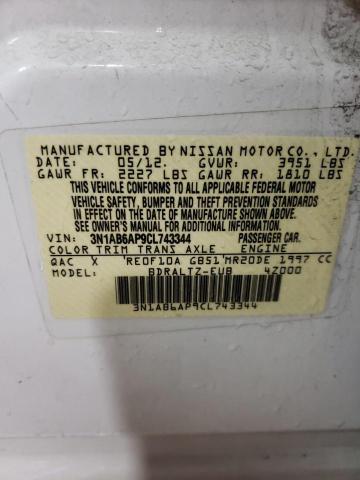 MANUFACTURED BY NISSAN MOTOR CO., LTD.
DATE: 05/12. GVWR: 3951 LBS
GAWR FR: 2227 LBS GAWR RR: 1810 LBS
THIS VEHICLE CONFORMS TO ALL APPLICABLE FEDERAL MOTOR
VEHICLE SAFETY, BUMPER, AND THEFT PREVENTION STANDARDS
IN EFFECT ON THE DATE OF MANUFACTURE SHOWN ABOVE.
SEE OWNER'S MANUAL FOR ADDITIONAL INFORMATION.
VIN: 3N1AB6AP9CL743344 PASSENGER CAR.
COLOR TRIM TRANS AXLE ENGINE
QAC X RE0F10A GB51 MR20DE 1997 CC
MODEL: BDRALTZ-EUB 4Z000
3N1AB6AP9CL743344